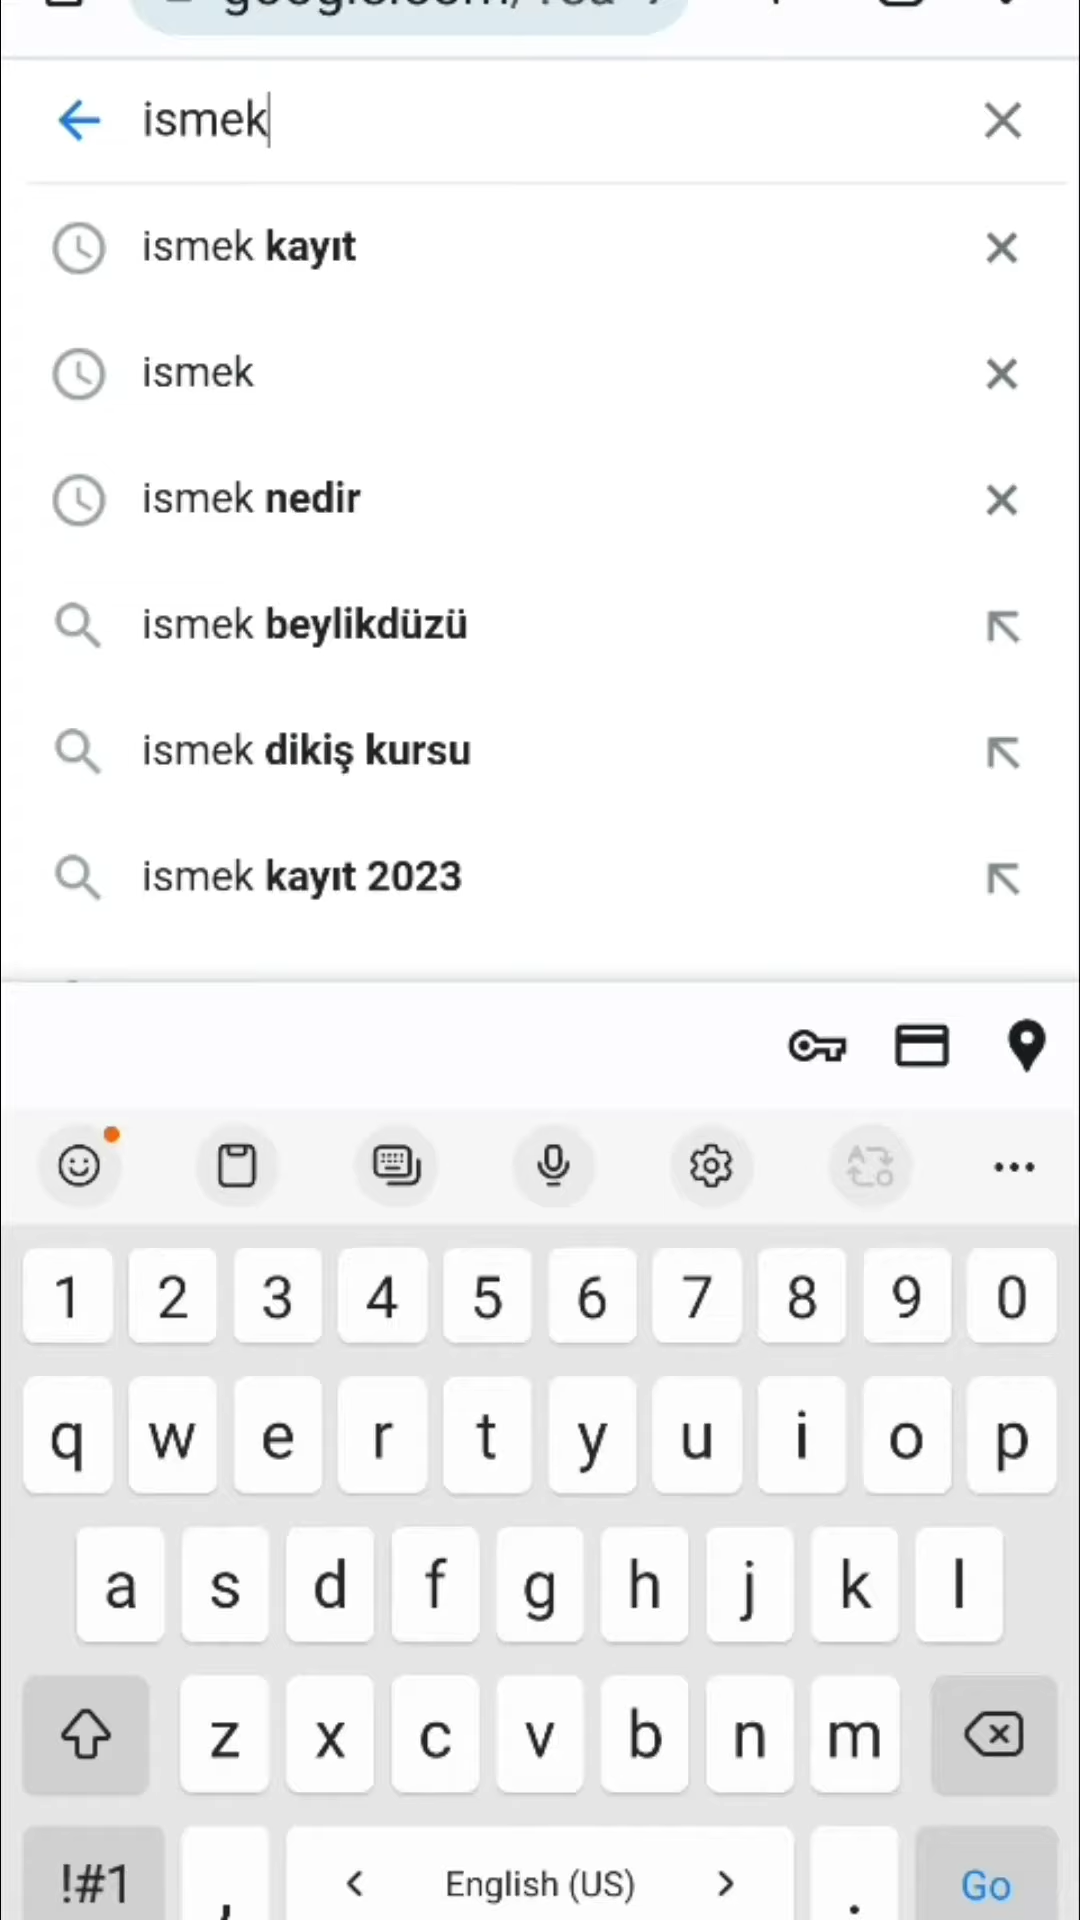 ismek
ismek kayıt
ismek
ismek nedir
ismek beylikdüzü
ismek dikiş kursu
ismek kayıt 2023
1 2 3 4 5 6 7 8 9 0
q w e r t y u i o p
a s d f g h j k l
z x c v b n m
!#1 , < English (US) > . Go